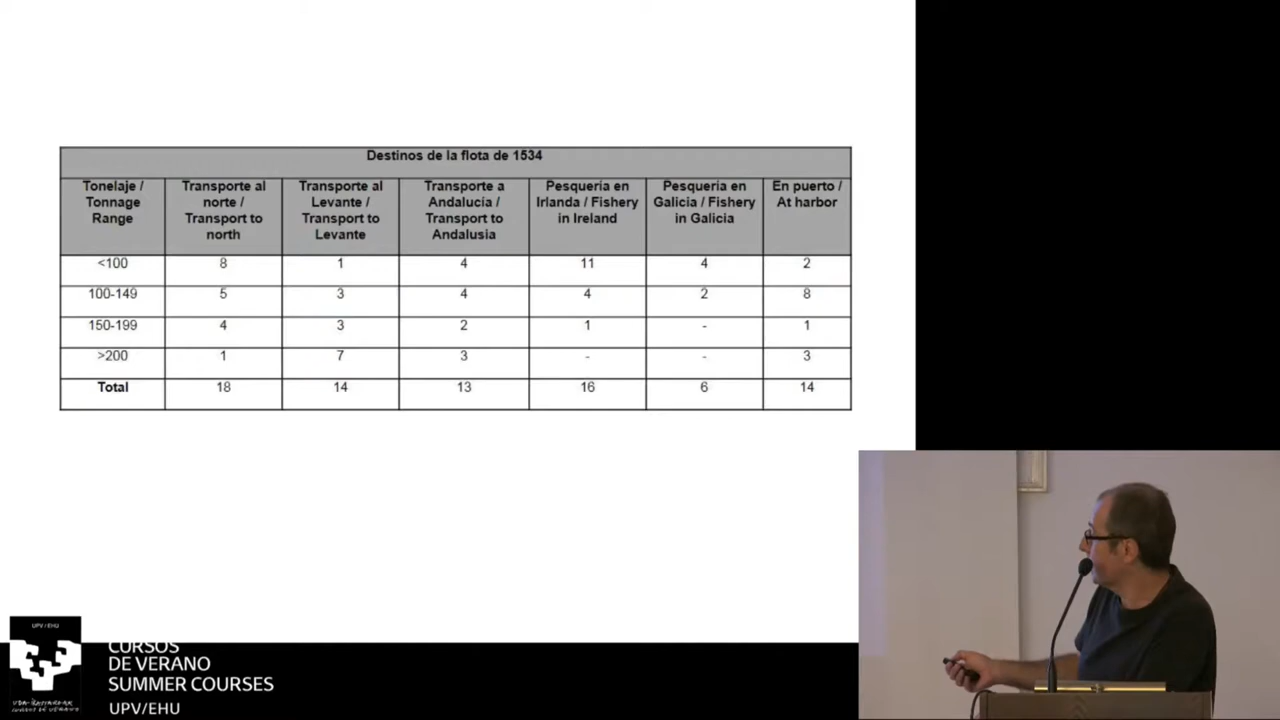 Destinos de la flota de 1534
Tonelaje / Tonnage Range
Transporte al norte / Transport to north
Transporte al Levante / Transport to Levante
Transporte a Andalucía / Transport to Andalusia
Pesquería en Irlanda / Fishery in Ireland
Pesquería en Galicia / Fishery in Galicia
En puerto / At harbor
<100 8 1 4 11 4 2
100-149 5 3 4 4 2 8
150-199 4 3 2 1 - 1
>200 1 7 3 - - 3
Total 18 14 13 16 6 14
UPV / EHU
CURSOS
DE VERANO
SUMMER COURSES
UPV/EHU